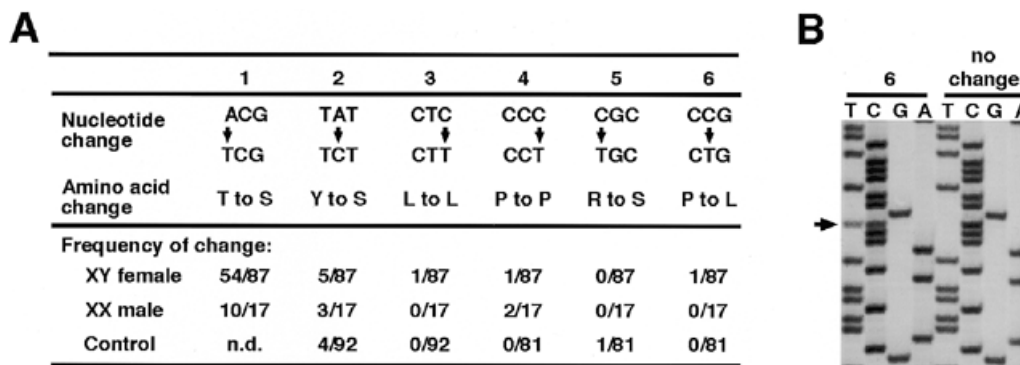 A
1 2 3 4 5 6
Nucleotide change
ACG TAT CTC CCC CGC CCG
TCG TCT CTT CCT TGC CTG
Amino acid change
T to S Y to S L to L P to P R to S P to L
Frequency of change:
XY female 54/87 5/87 1/87 1/87 0/87 1/87
XX male 10/17 3/17 0/17 2/17 0/17 0/17
Control n.d. 4/92 0/92 0/81 1/81 0/81
B
6 no change
T C G A T C G A